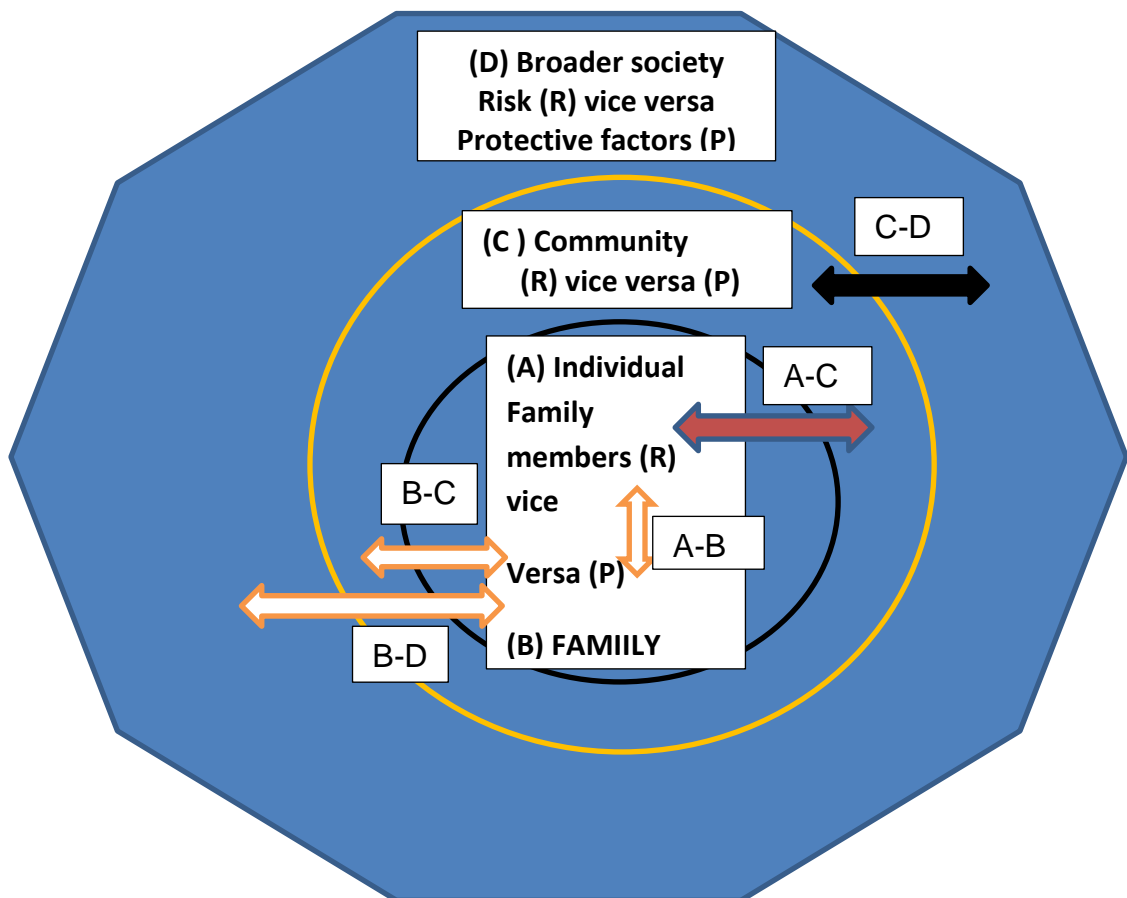 (D) Broader society
Risk (R) vice versa
Protective factors (P)
C-D
(C ) Community
(R) vice versa (P)
(A) Individual
Family
members (R)
vice
Versa (P)
(B) FAMIILY
A-C
B-C
A-B
B-D